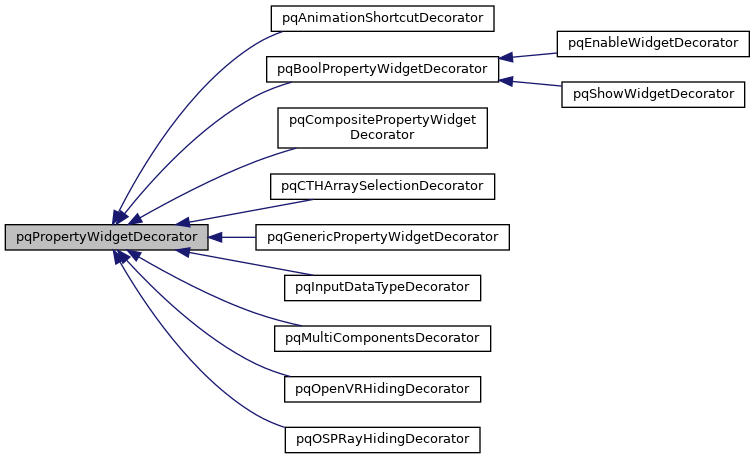 pqAnimationShortcutDecorator
pqBoolPropertyWidgetDecorator
pqEnableWidgetDecorator
pqShowWidgetDecorator
pqCompositePropertyWidget
Decorator
pqCTHArraySelectionDecorator
pqPropertyWidgetDecorator
pqGenericPropertyWidgetDecorator
pqInputDataTypeDecorator
pqMultiComponentsDecorator
pqOpenVRHidingDecorator
pqOSPRayHidingDecorator